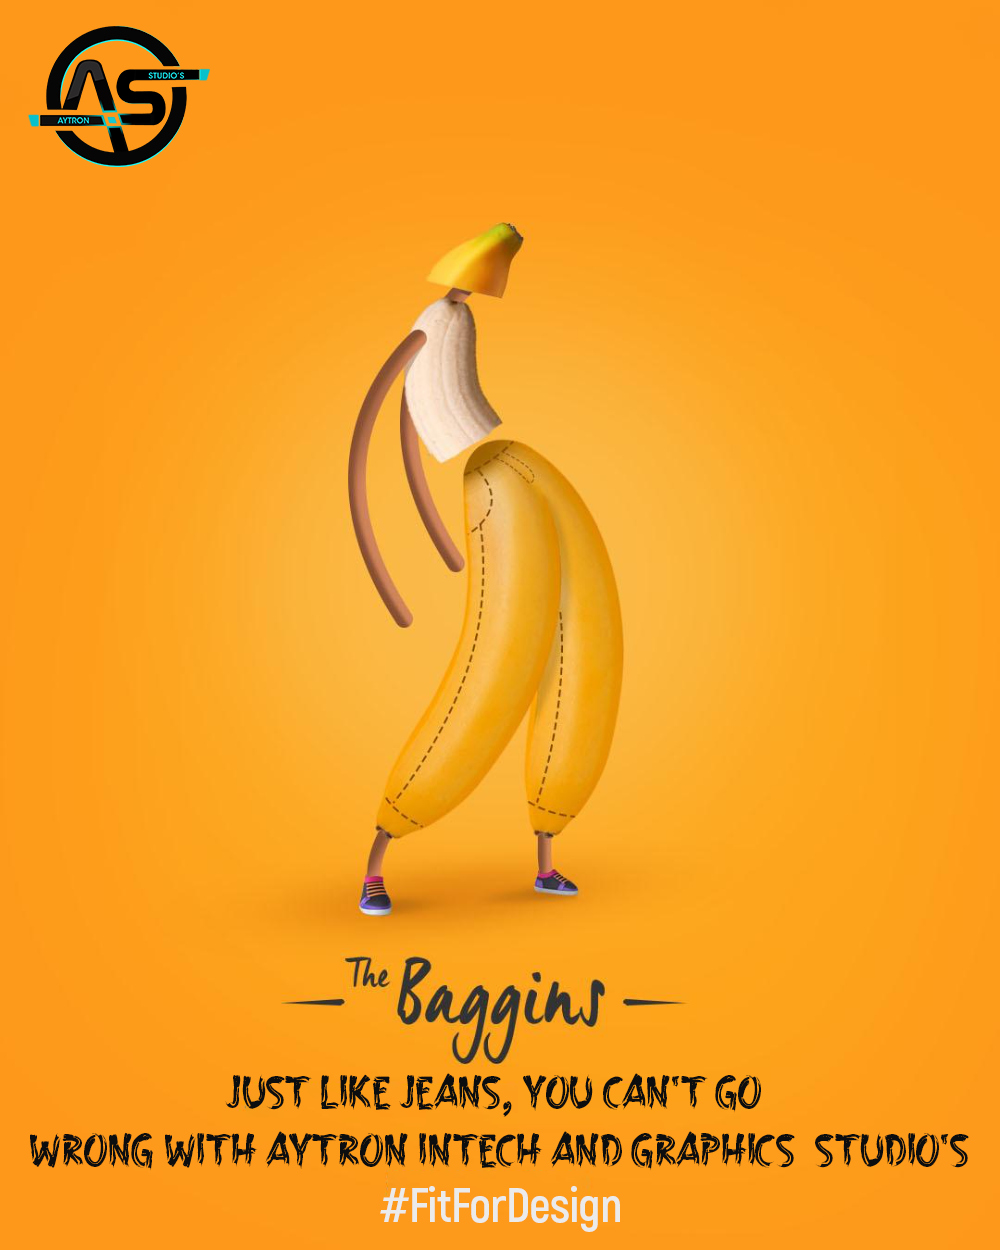 AS
STUDIO'S
AYTRON
The Baggins
JUST LIKE JEANS, YOU CAN'T GO
WRONG WITH AYTRON INTECH AND GRAPHICS STUDIO'S
#FitForDesign